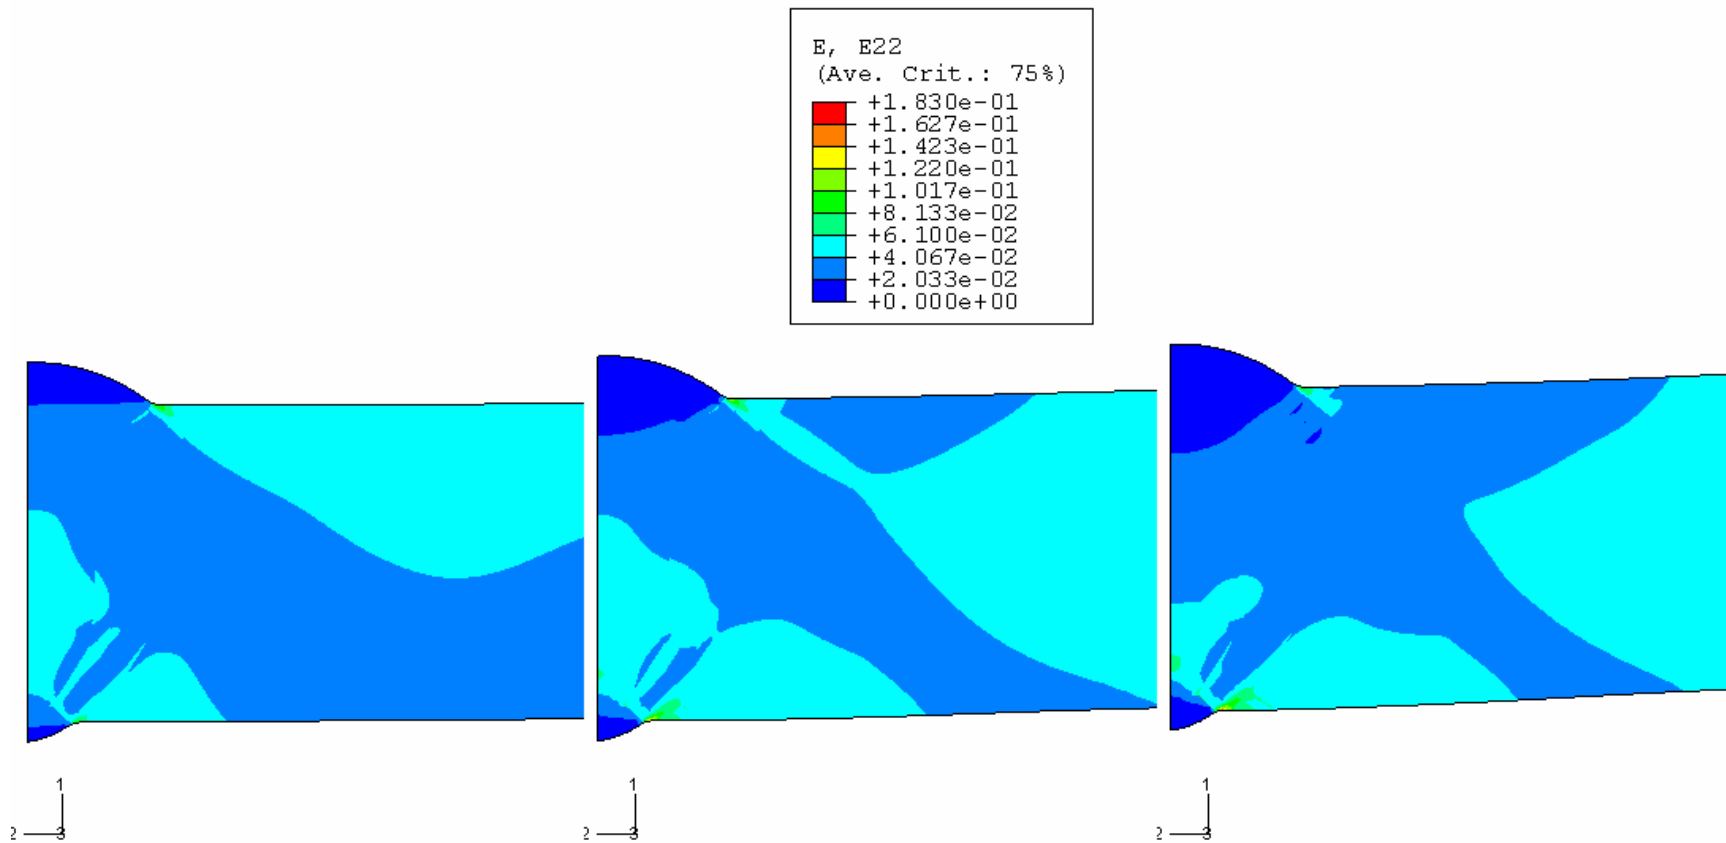 E, E22
(Ave. Crit.: 75%)
+1.830e-01
+1.627e-01
+1.423e-01
+1.220e-01
+1.017e-01
+8.133e-02
+6.100e-02
+4.067e-02
+2.033e-02
+0.000e+00
1 1 1
2 3 2 3 2 3